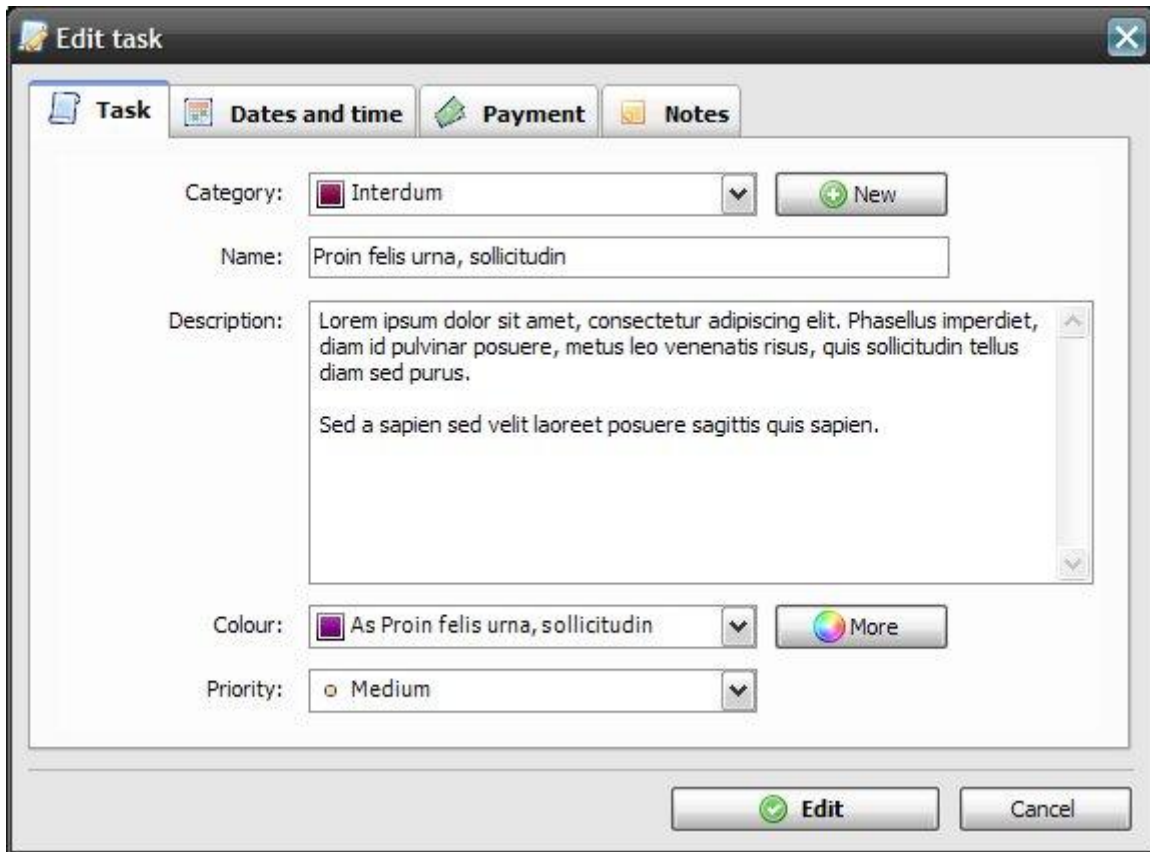 Edit task
Task Dates and time Payment Notes
Category: Interdum New
Name: Proin felis urna, sollicitudin
Description: Lorem ipsum dolor sit amet, consectetur adipiscing elit. Phasellus imperdiet,
diam id pulvinar posuere, metus leo venenatis risus, quis sollicitudin tellus
diam sed purus.
Sed a sapien sed velit laoreet posuere sagittis quis sapien.
Colour: As Proin felis urna, sollicitudin More
Priority: Medium
Edit Cancel